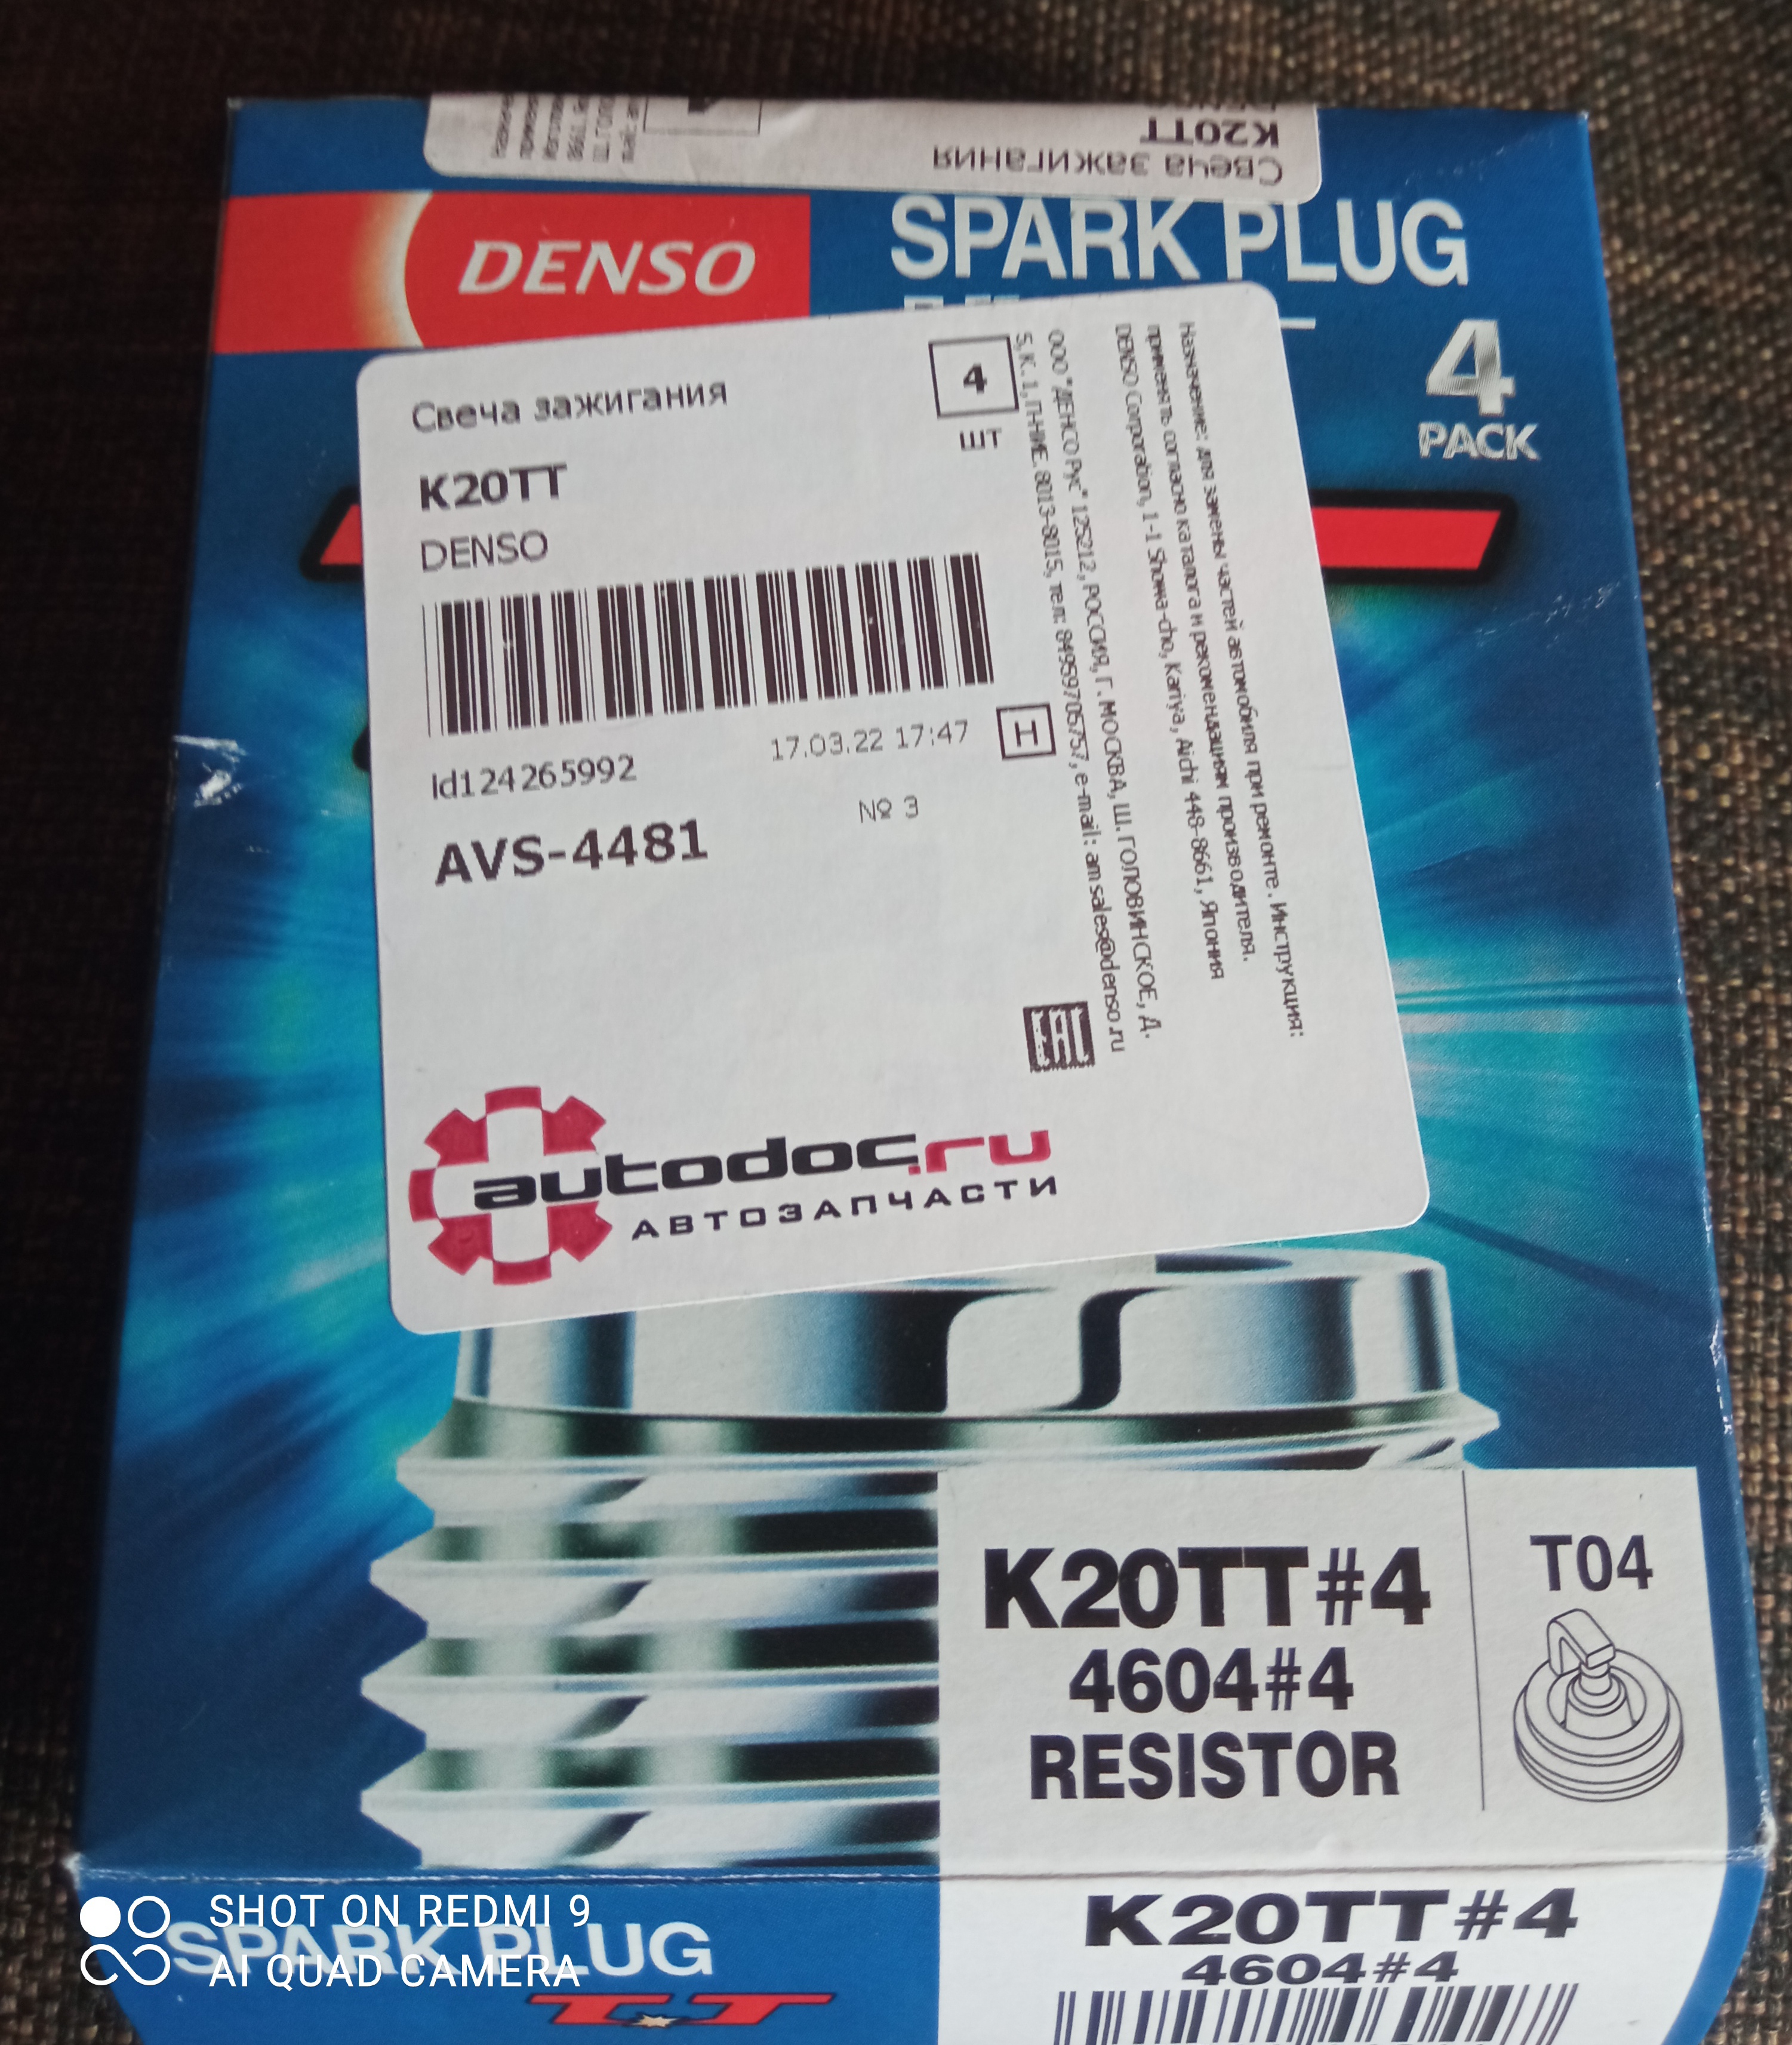 K20TT
Свеча зажигания
DENSO
SPARK PLUG
4
PACK
Свеча зажигания
4
шт
K20TT
DENSO
Id124265992
17.03.22 17:47
H
№ 3
AVS-4481
Назначение: для замены частей автомобиля при ремонте. Инструкция:
применять согласно каталога и рекомендациям производителя.
DENSO Corporation, 1-1 Showa-cho, Kariya, Aichi 448-8661, Япония
ООО "ДЕНСО Рус" 125212, РОССИЯ, Г. МОСКВА, Ш.ГОЛОВИНСКОЕ, Д.
5,К. 1, 8013-8015, тел: 84959705757, e-mail: am sales@denso.ru
EAC
autodoc.ru
АВТОЗАПЧАСТИ
K20TT#4
4604#4
RESISTOR
T04
K20TT#4
4604#4
SPARK PLUG
TT
SHOT ON REDMI 9
AI QUAD CAMERA